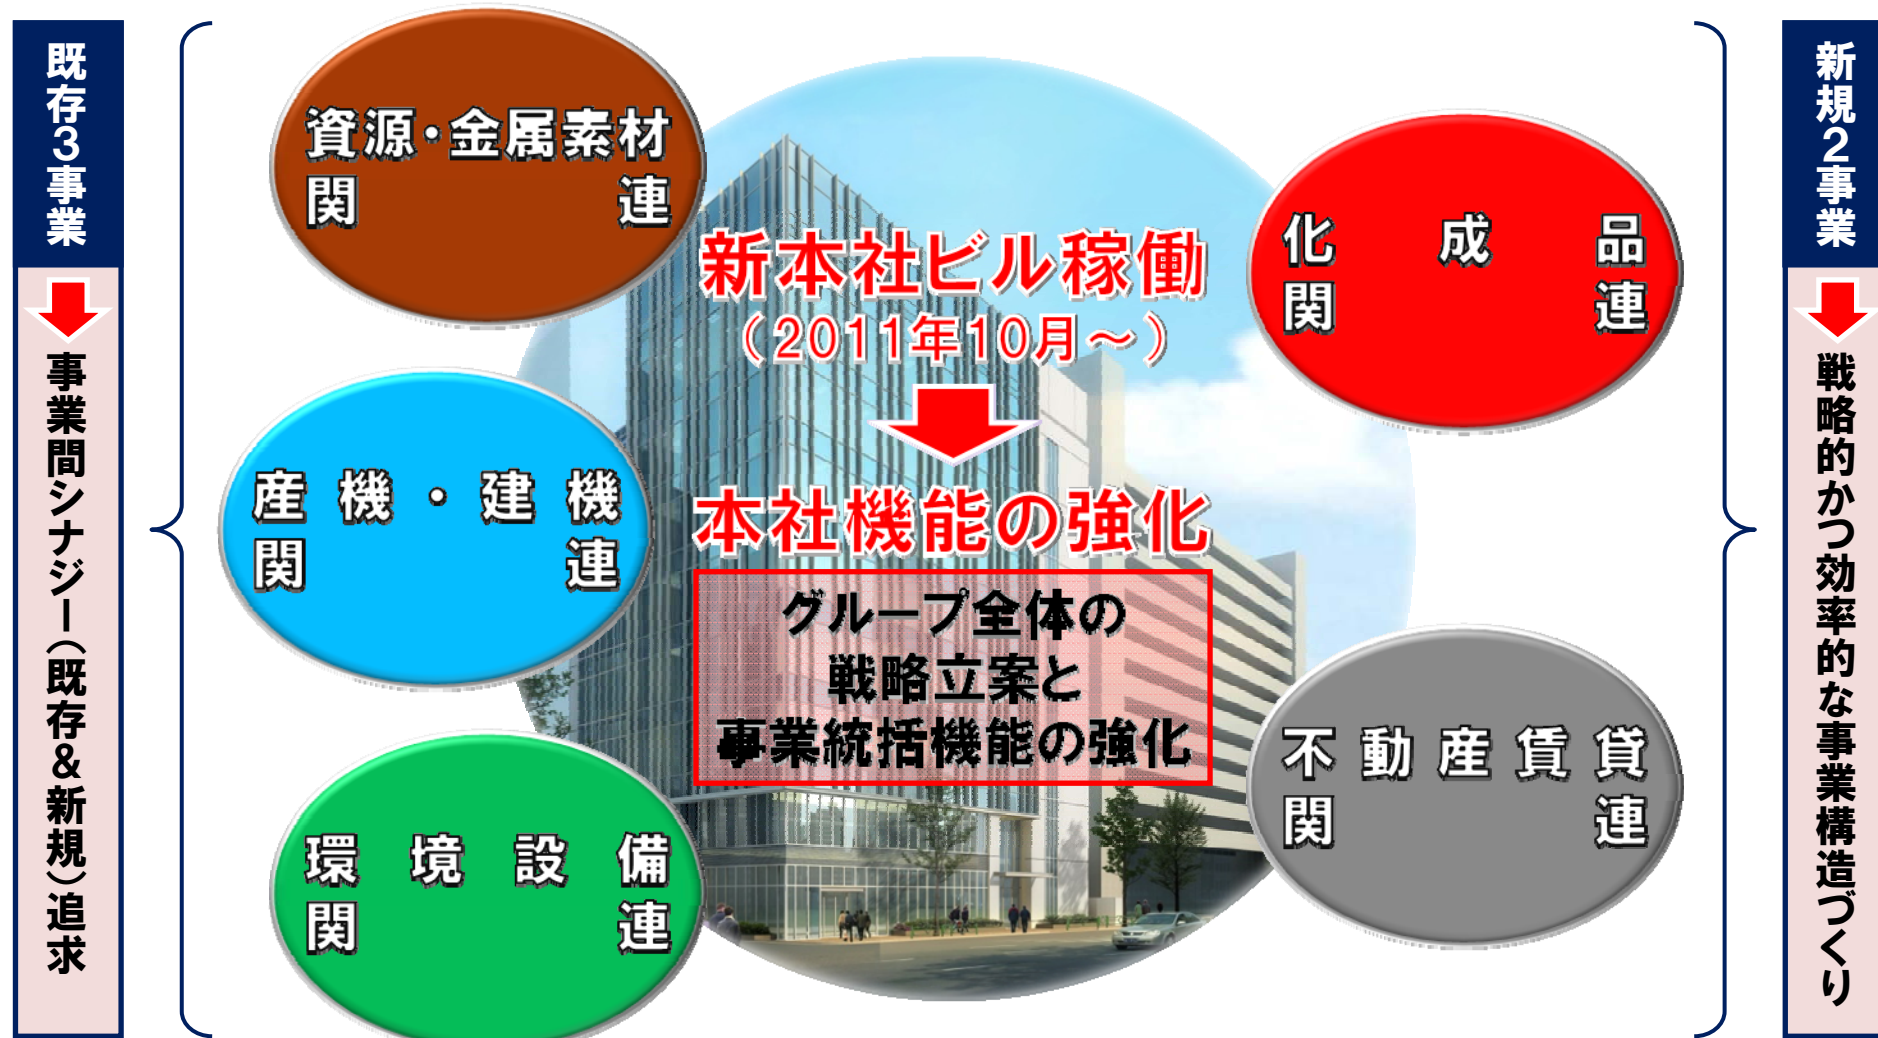 既存3事業
事業間シナジー（既存＆新規）追求
資源・金属素材
関連
産機・建機
関連
環境設備
関連
新本社ビル稼働
（2011年10月～）
本社機能の強化
グループ全体の
戦略立案と
事業統括機能の強化
化成品
関連
不動産賃貸
関連
新規2事業
戦略的かつ効率的な事業構造づくり